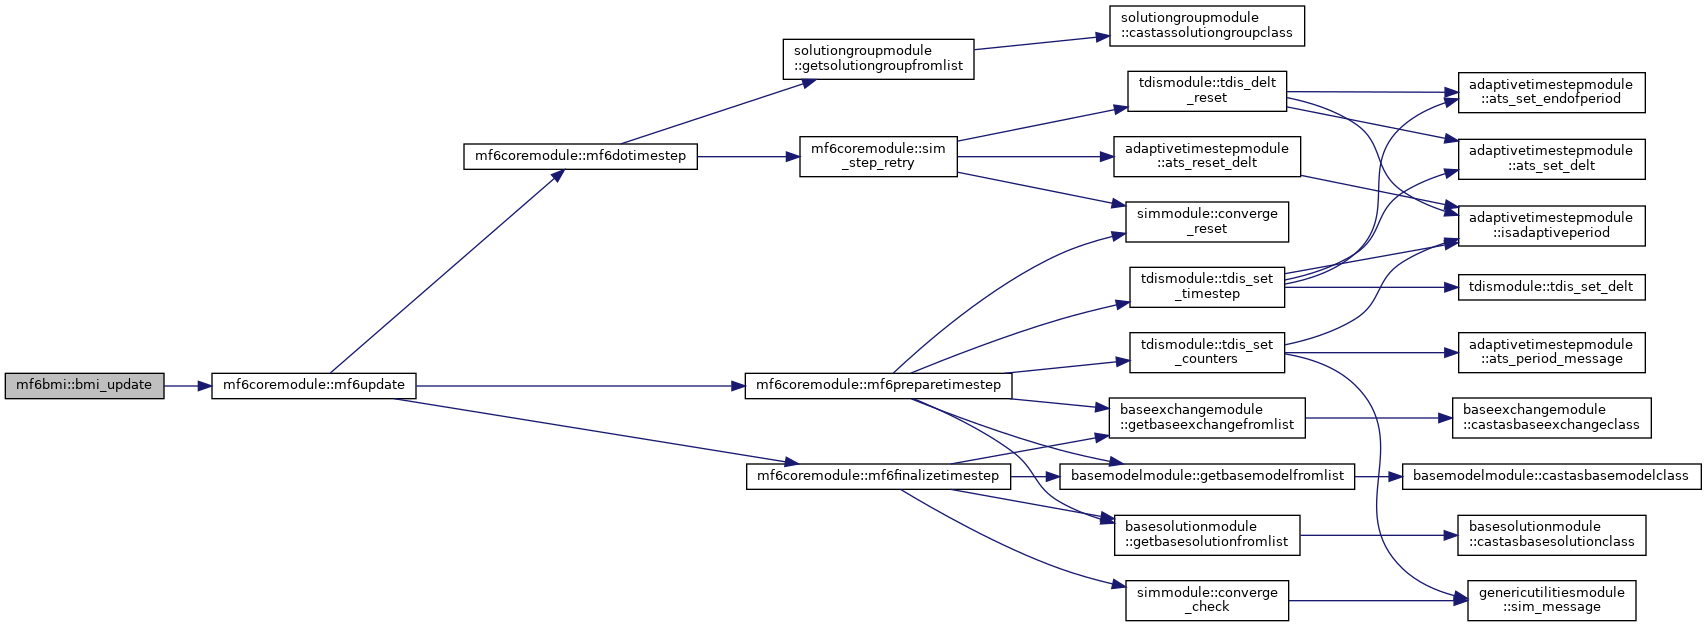 solutiongroupmodule
::castassolutiongroupclass
solutiongroupmodule
::getsolutiongroupfromlist
tdismodule::tdis_delt
_reset
adaptivetimestepmodule
::ats_set_endofperiod
mf6coremodule::mf6dotimestep
mf6coremodule::sim
_step_retry
adaptivetimestepmodule
::ats_reset_delt
adaptivetimestepmodule
::ats_set_delt
simmodule::converge
_reset
adaptivetimestepmodule
::isadaptiveperiod
tdismodule::tdis_set
_timestep
tdismodule::tdis_set_delt
tdismodule::tdis_set
_counters
adaptivetimestepmodule
::ats_period_message
mf6bmi::bmi_update
mf6coremodule::mf6update
mf6coremodule::mf6preparetimestep
baseexchangemodule
::getbaseexchangefromlist
baseexchangemodule
::castasbaseexchangeclass
mf6coremodule::mf6finalizetimestep
basemodelmodule::getbasemodelfromlist
basemodelmodule::castasbasemodelclass
basesolutionmodule
::getbasesolutionfromlist
basesolutionmodule
::castasbasesolutionclass
simmodule::converge
_check
genericutilitiesmodule
::sim_message